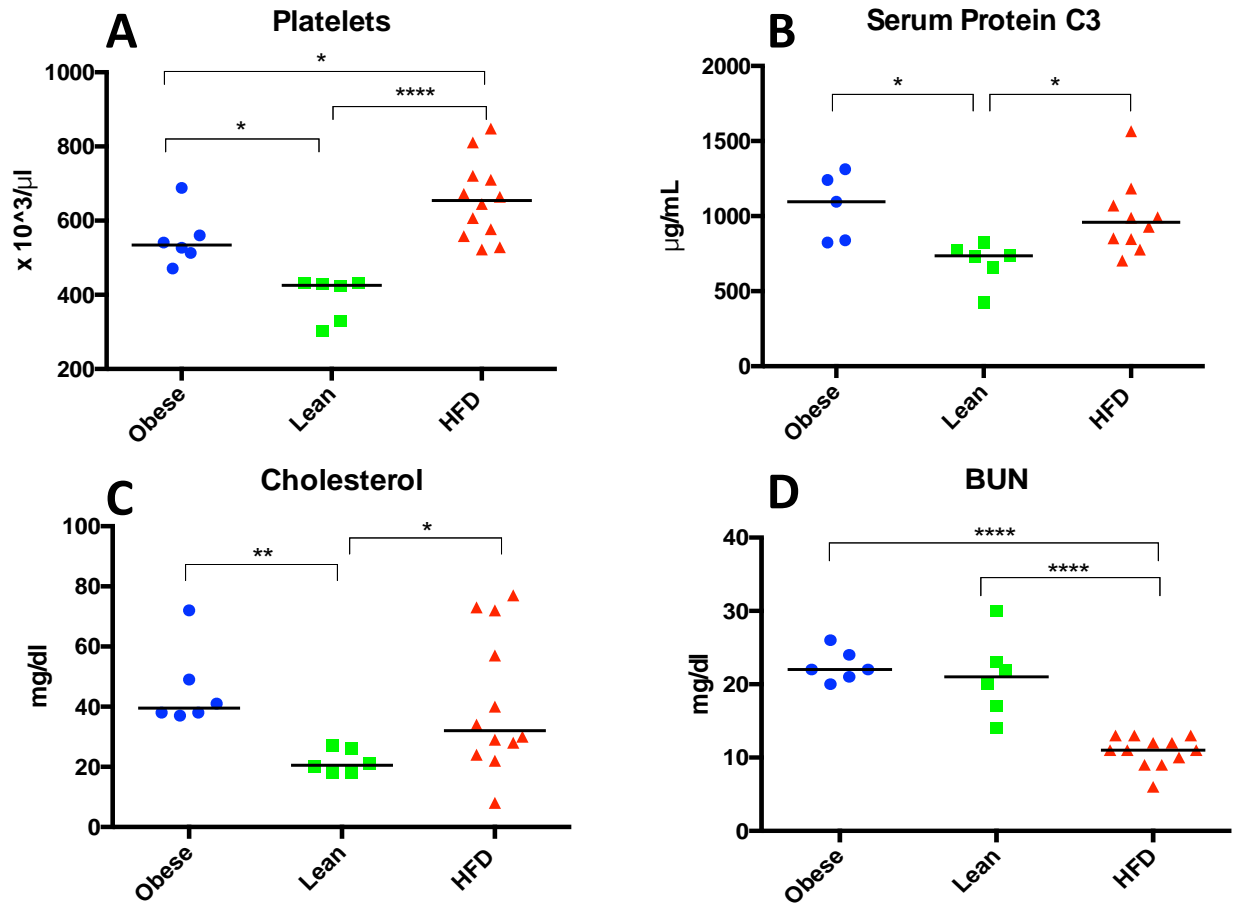 A
Platelets
x 10^3/µl
1000
800
600
400
200
*
****
*
Obese
Lean
HFD
B
Serum Protein C3
µg/mL
2000
1500
1000
500
0
*
*
Obese
Lean
HFD
C
Cholesterol
mg/dl
100
80
60
40
20
0
**
*
Obese
Lean
HFD
D
BUN
mg/dl
40
30
20
10
0
****
****
Obese
Lean
HFD